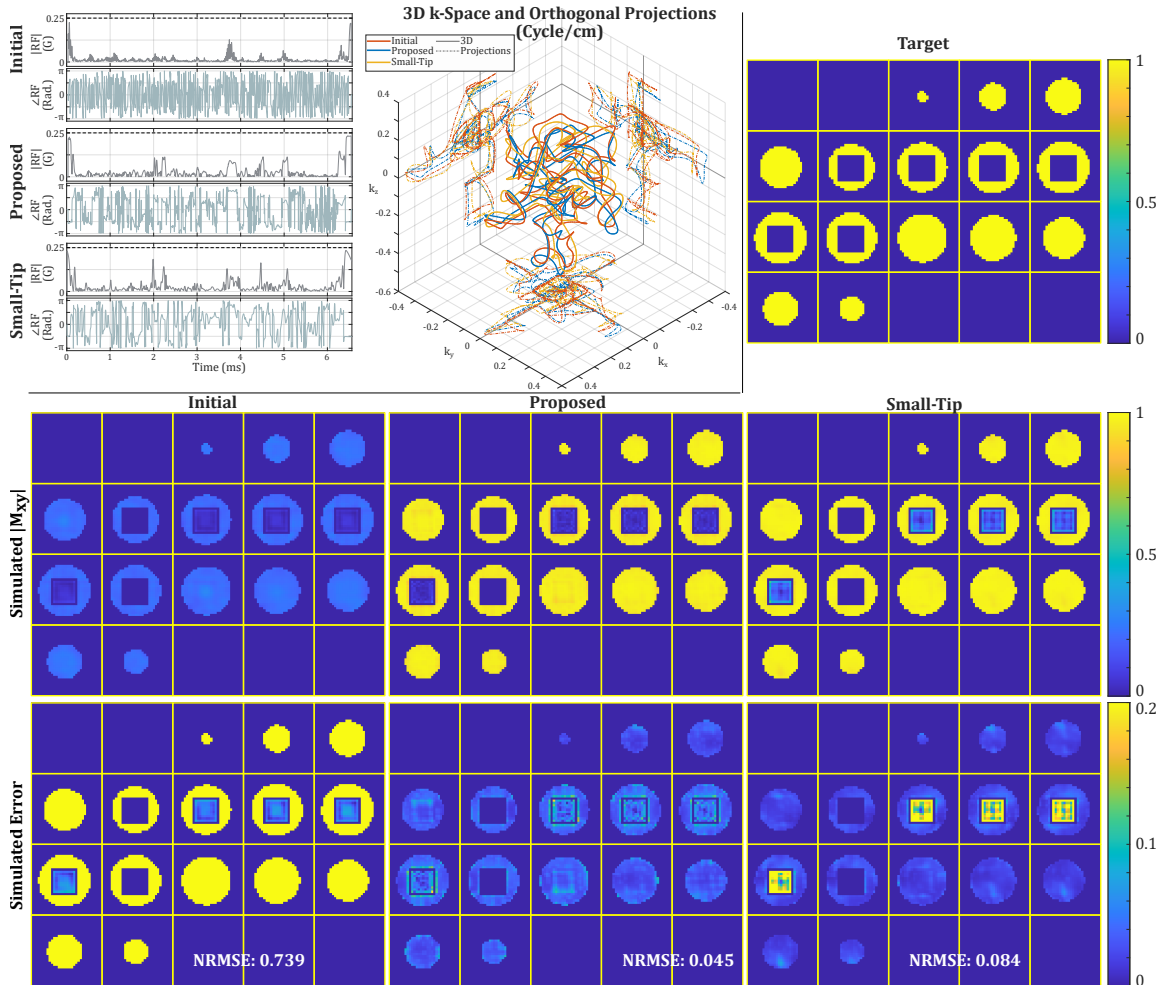 3D k-Space and Orthogonal Projections
(Cycle/cm)
Initial
|RF|
(G)
0.25
0
∠RF
(Rad.)
π
0
-π
Proposed
|RF|
(G)
0.25
0
∠RF
(Rad.)
π
0
-π
Small-Tip
|RF|
(G)
0.25
0
∠RF
(Rad.)
π
0
-π
0 1 2 3 4 5 6
Time (ms)
Initial 3D
Proposed Projections
Small-Tip
0.4
0.2
0
k_z
-0.2
-0.4
-0.6
-0.4
-0.2
k_y
0
0.2
0.4
-0.4
-0.2
0
k_x
0.2
0.4
Target
1
0.5
0
Initial Proposed Small-Tip
Simulated |Mxy|
1
0.5
0
Simulated Error
0.2
0.1
0
NRMSE: 0.739
NRMSE: 0.045
NRMSE: 0.084